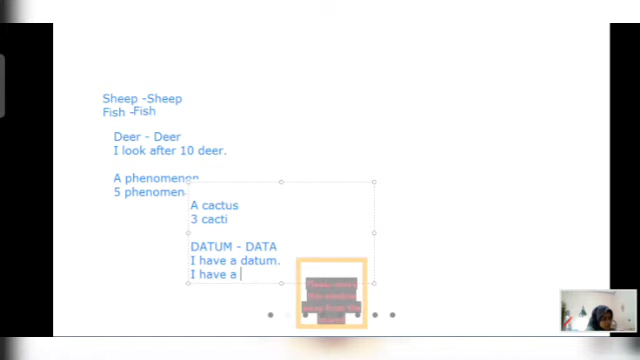 Sheep -Sheep
Fish -Fish
Deer - Deer
I look after 10 deer.
A phenomenon
5 phenomen
A cactus
3 cacti
DATUM - DATA
I have a datum.
I have a